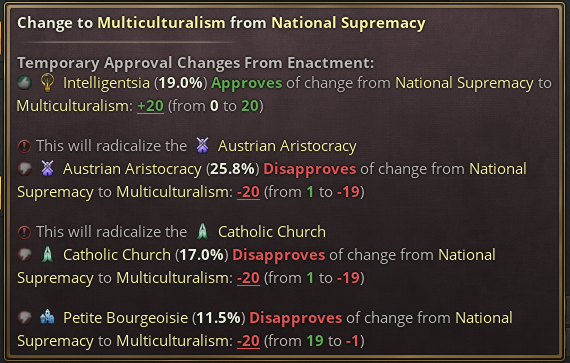 Change to Multiculturalism from National Supremacy
Temporary Approval Changes From Enactment:
Intelligentsia (19.0%) Approves of change from National Supremacy to
Multiculturalism: +20 (from 0 to 20)
This will radicalize the Austrian Aristocracy
Austrian Aristocracy (25.8%) Disapproves of change from National
Supremacy to Multiculturalism: -20 (from 1 to -19)
This will radicalize the Catholic Church
Catholic Church (17.0%) Disapproves of change from National
Supremacy to Multiculturalism: -20 (from 1 to -19)
Petite Bourgeoisie (11.5%) Disapproves of change from National
Supremacy to Multiculturalism: -20 (from 19 to -1)